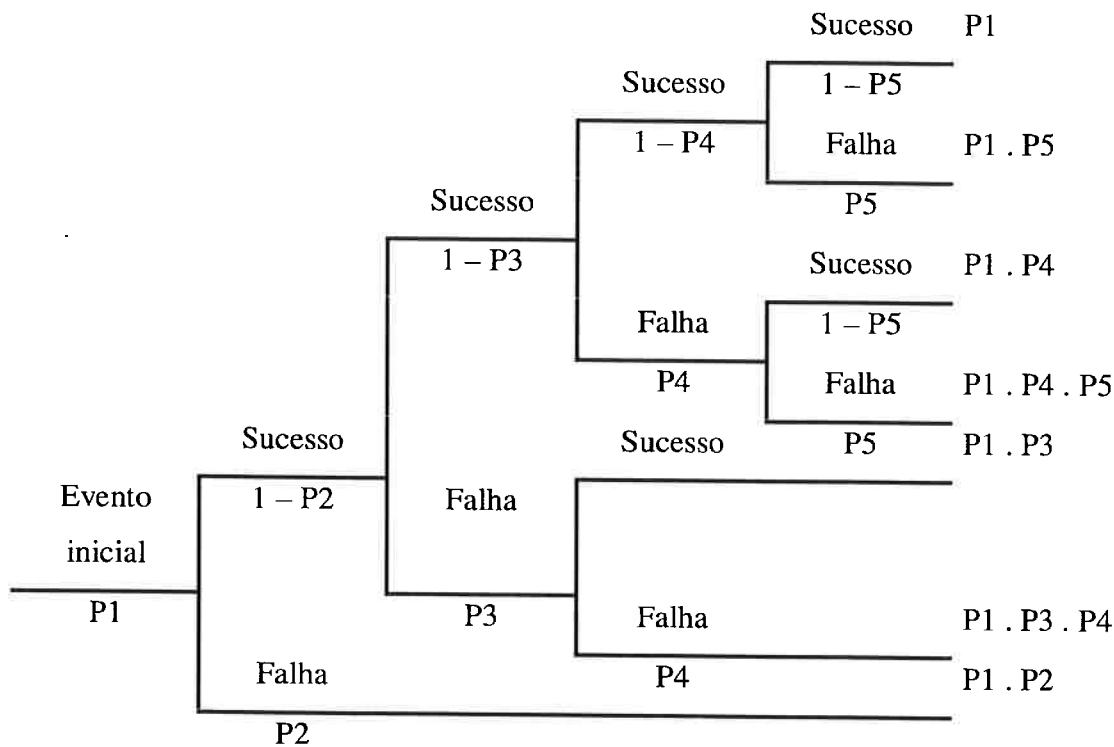 Sucesso P1
Sucesso 1 – P5
1 – P4 Falha P1 . P5
Sucesso P5
1 – P3 Sucesso P1 . P4
Falha 1 – P5
P4 Falha P1 . P4 . P5
Sucesso Sucesso P5 P1 . P3
Evento 1 – P2 Falha
inicial
P1 P3 Falha P1 . P3 . P4
Falha P4 P1 . P2
P2